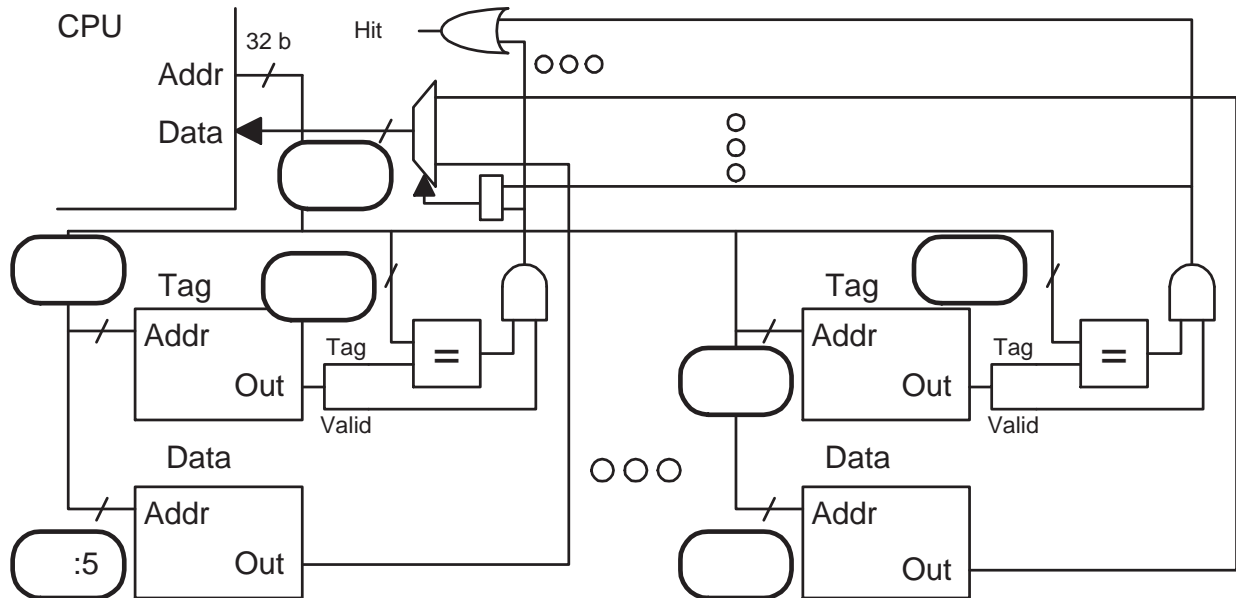 CPU
Hit
32 b
Addr
Data
Tag
Tag
Addr
Tag
=
Out
Valid
Addr
Tag
=
Out
Valid
Data
Data
Addr
Addr
:5
Out
Out